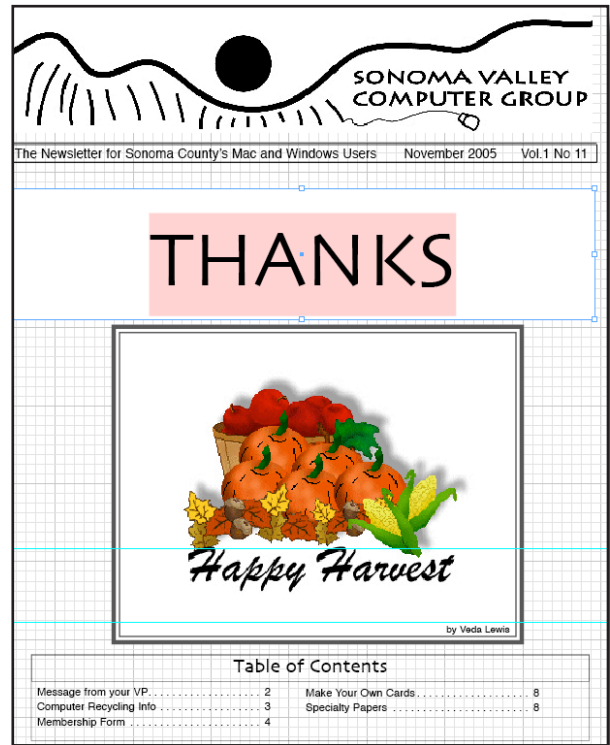 SONOMA VALLEY
COMPUTER GROUP
The Newsletter for Sonoma County's Mac and Windows Users November 2005 Vol.1 No 11
THANKS
Happy Harvest
by Veda Lewis
Table of Contents
Message from your VP. . . . . . . . . . . . . . . . . . 2
Computer Recycling Info . . . . . . . . . . . . . . . . . 3
Membership Form . . . . . . . . . . . . . . . . . . . . 4
Make Your Own Cards . . . . . . . . . . . . . . . . . . 8
Specialty Papers . . . . . . . . . . . . . . . . . . . . . 8